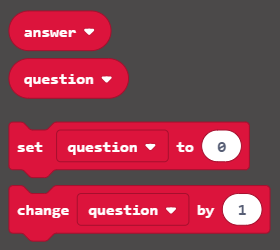 answer
question
set question to 0
change question by 1